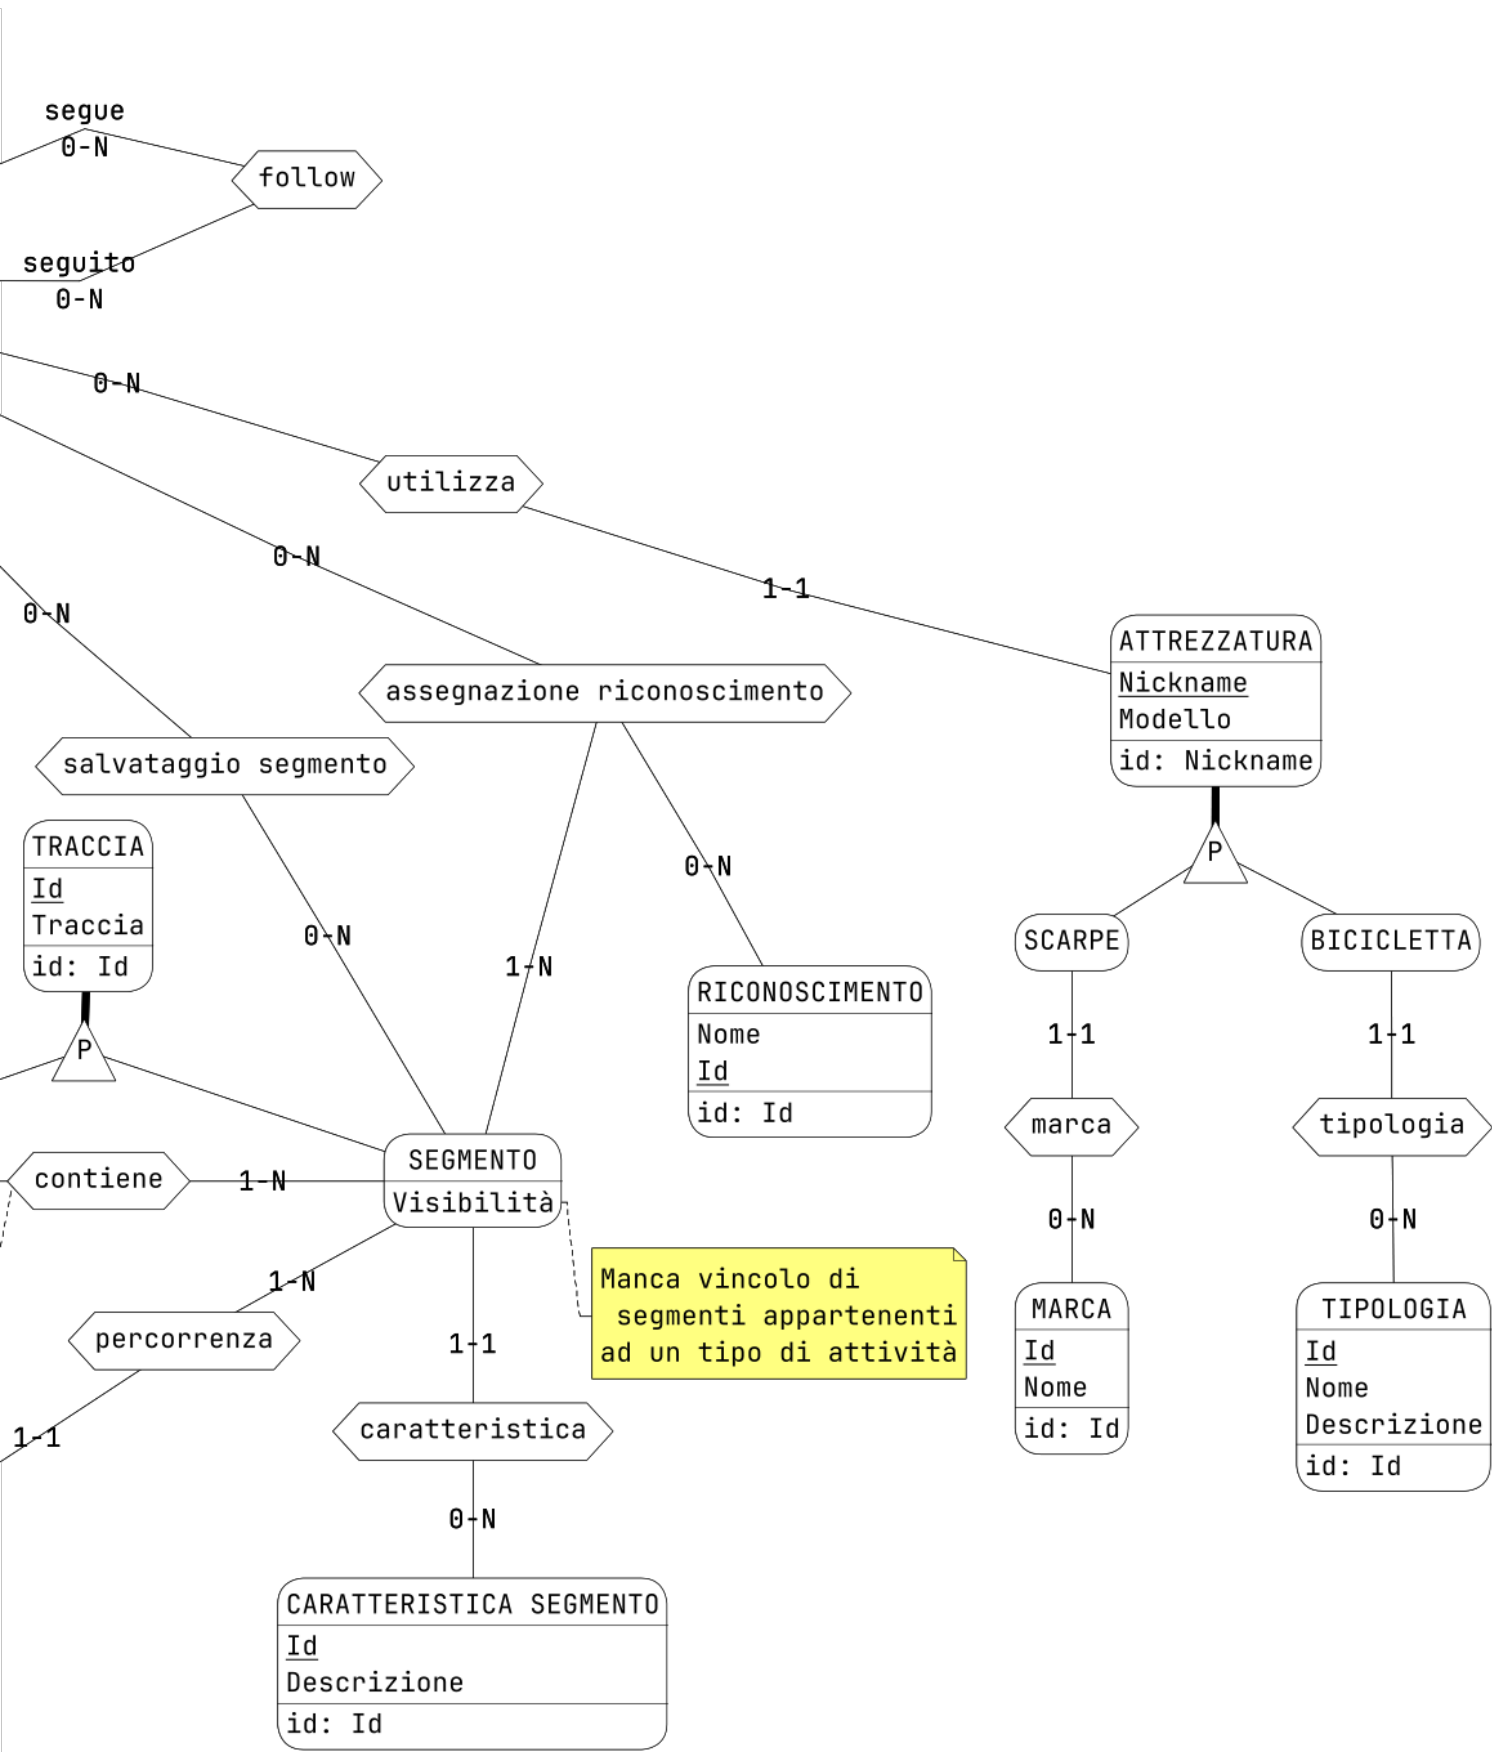 segue
0-N
follow
seguito
0-N
0-N
utilizza
0-N
1-1
0-N
ATTREZZATURA
Nickname
Modello
id: Nickname
assegnazione riconoscimento
salvataggio segmento
TRACCIA
Id
Traccia
id: Id
P
0-N
P
0-N
1-N
SCARPE
BICICLETTA
RICONOSCIMENTO
Nome
Id
id: Id
1-1
1-1
P
marca
tipologia
contiene
1-N
SEGMENTO
Visibilità
0-N
0-N
1-N
Manca vincolo di
segmenti appartenenti
ad un tipo di attività
percorrenza
1-1
MARCA
Id
Nome
id: Id
TIPOLOGIA
Id
Nome
Descrizione
id: Id
1-1
caratteristica
0-N
CARATTERISTICA SEGMENTO
Id
Descrizione
id: Id